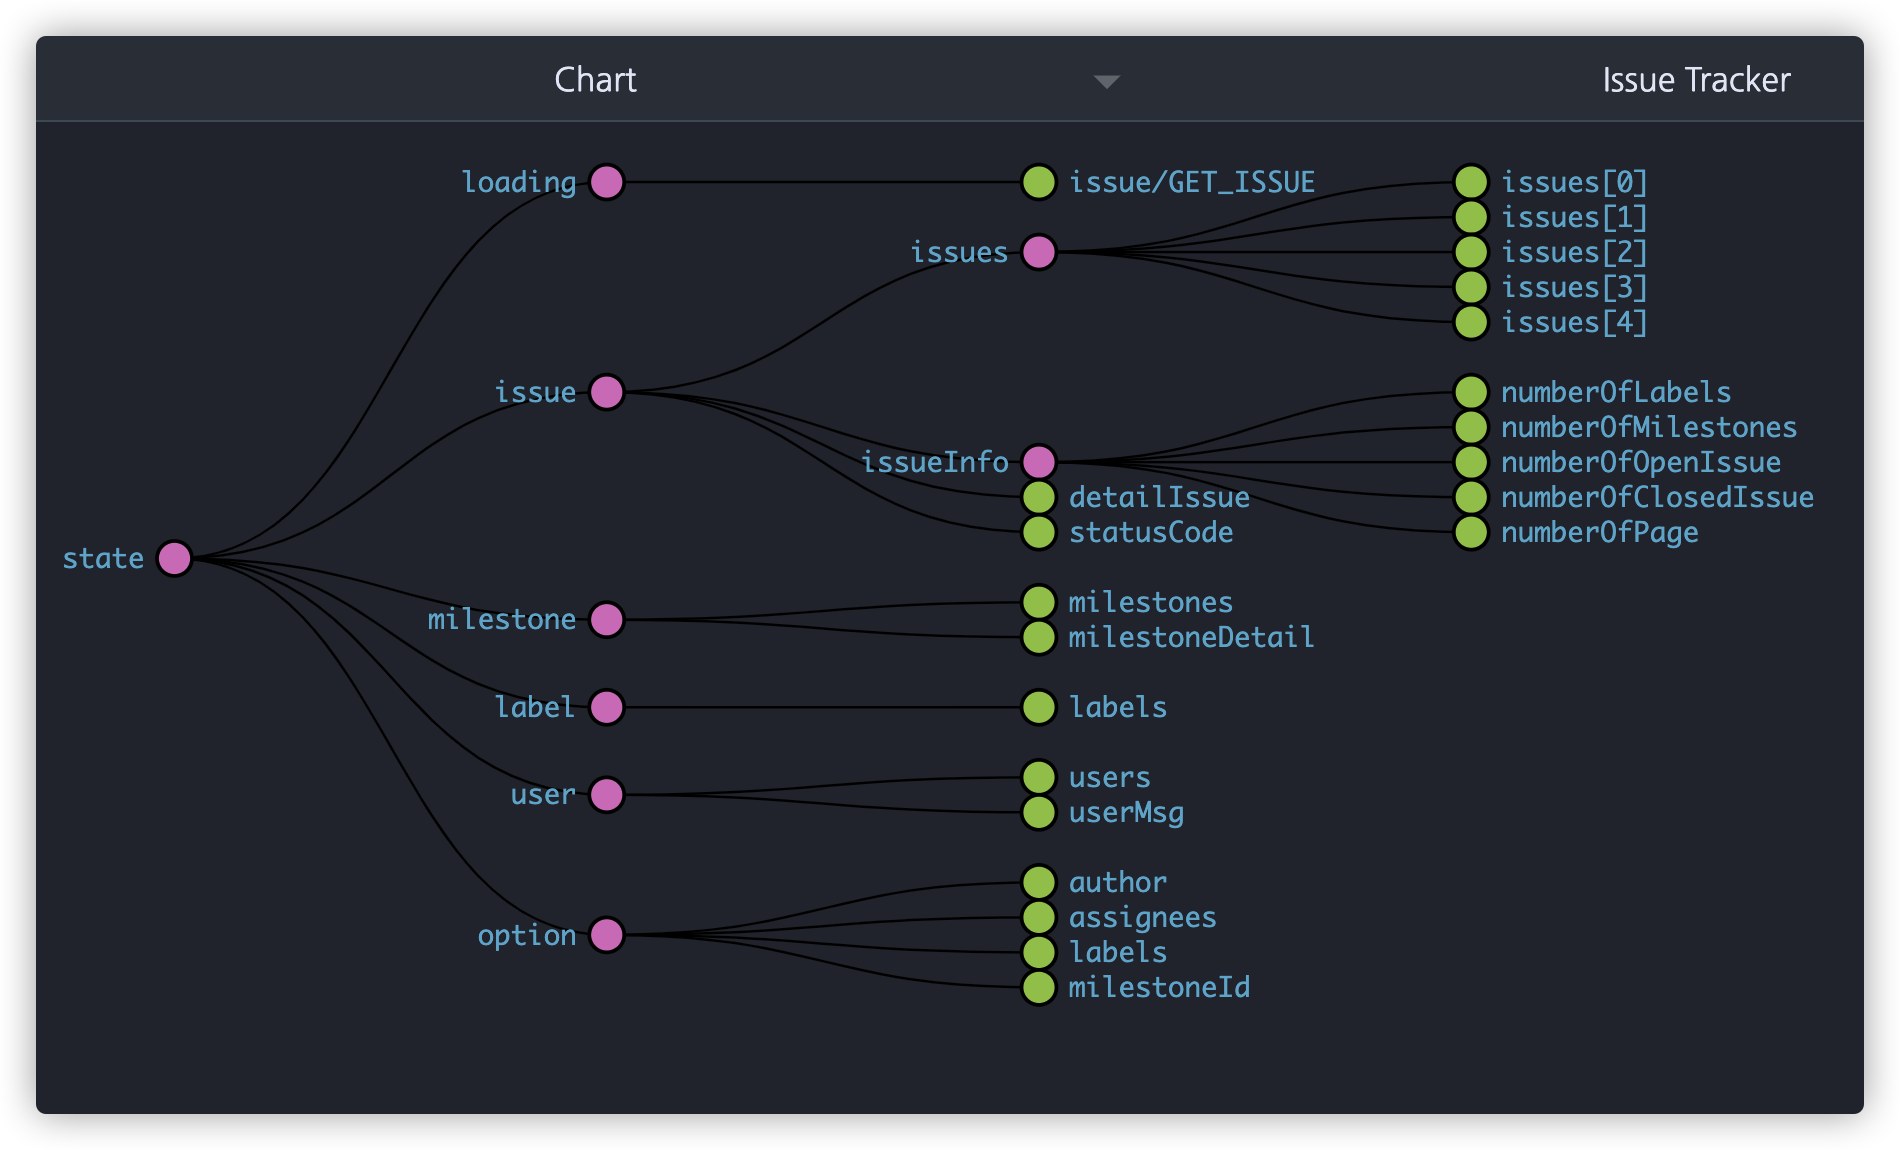 Chart
Issue Tracker
loading
issue/GET_ISSUE
issues[0]
issues[1]
issues
issues[2]
issues[3]
issues[4]
issue
numberOfLabels
numberOfMilestones
issueInfo
numberOfOpenIssue
detailIssue
numberOfClosedIssue
statusCode
numberOfPage
state
milestones
milestone
milestoneDetail
label
labels
users
user
userMsg
author
assignees
option
labels
milestoneId